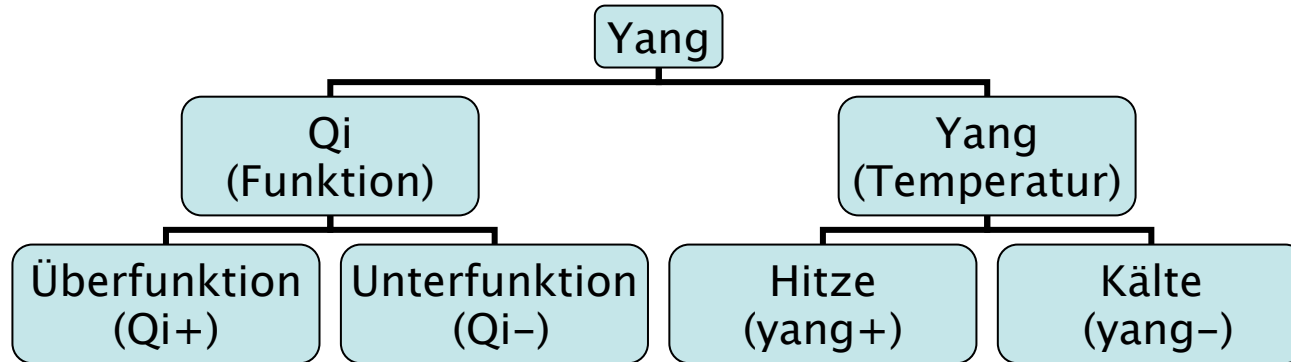 Yang
Qi
(Funktion)
Yang
(Temperatur)
Überfunktion
(Qi+)
Unterfunktion
(Qi−)
Hitze
(yang+)
Kälte
(yang−)